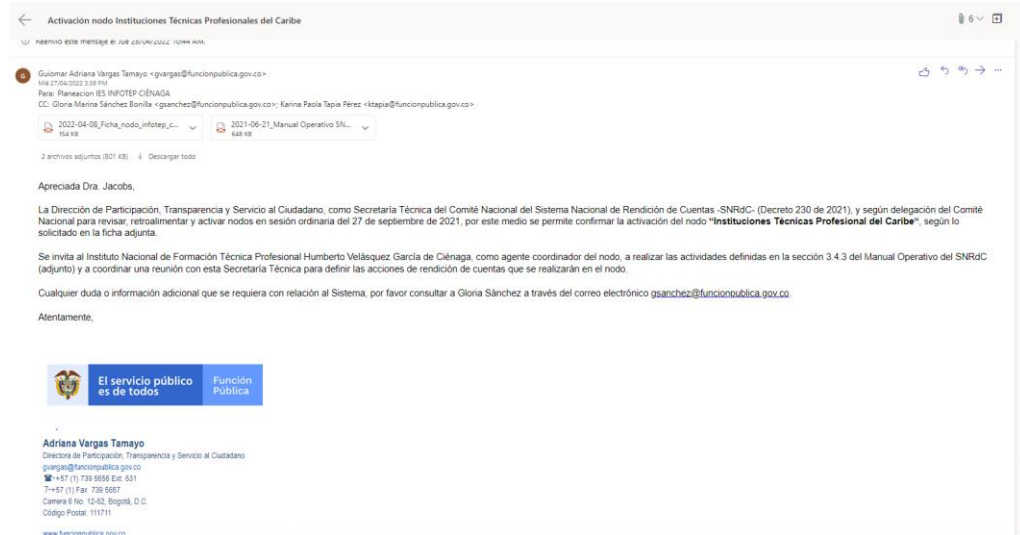 Activación nodo Instituciones Técnicas Profesionales del Caribe
6
Reenvió este mensaje el Jue 28/04/2022 10:44 AM.
G
Guiomar Adriana Vargas Tamayo <gvargas@funcionpublica.gov.co>
Mié 27/04/2022 3:38 PM
Para: Planeacion IES INFOTEP CIÉNAGA
CC: Gloria Marina Sánchez Bonilla <gsanchez@funcionpublica.gov.co>; Karina Paola Tapia Pérez <ktapia@funcionpublica.gov.co>
2022-04-08_Ficha_nodo_infotep_c...
154 KB
2021-06-21_Manual Operativo SN...
648 KB
2 archivos adjuntos (801 KB) Descargar todo
Apreciada Dra. Jacobs,
La Dirección de Participación, Transparencia y Servicio al Ciudadano, como Secretaría Técnica del Comité Nacional del Sistema Nacional de Rendición de Cuentas -SNRdC- (Decreto 230 de 2021), y según delegación del Comité
Nacional para revisar, retroalimentar y activar nodos en sesión ordinaria del 27 de septiembre de 2021, por este medio se permite confirmar la activación del nodo "Instituciones Técnicas Profesional del Caribe", según lo
solicitado en la ficha adjunta.
Se invita al Instituto Nacional de Formación Técnica Profesional Humberto Velásquez García de Ciénaga, como agente coordinador del nodo, a realizar las actividades definidas en la sección 3.4.3 del Manual Operativo del SNRdC
(adjunto) y a coordinar una reunión con esta Secretaría Técnica para definir las acciones de rendición de cuentas que se realizarán en el nodo.
Cualquier duda o información adicional que se requiera con relación al Sistema, por favor consultar a Gloria Sánchez a través del correo electrónico gsanchez@funcionpublica.gov.co.
Atentamente,
El servicio público
es de todos
Función
Pública
Adriana Vargas Tamayo
Directora de Participación, Transparencia y Servicio al Ciudadano
gvargas@funcionpublica.gov.co
☎-+57 (1) 739 5656 Ext. 631
7-+57 (1) Fax 739 5657
Carrera 6 No. 12-62, Bogotá, D.C.
Código Postal: 111711
www.funcionpublica.gov.co